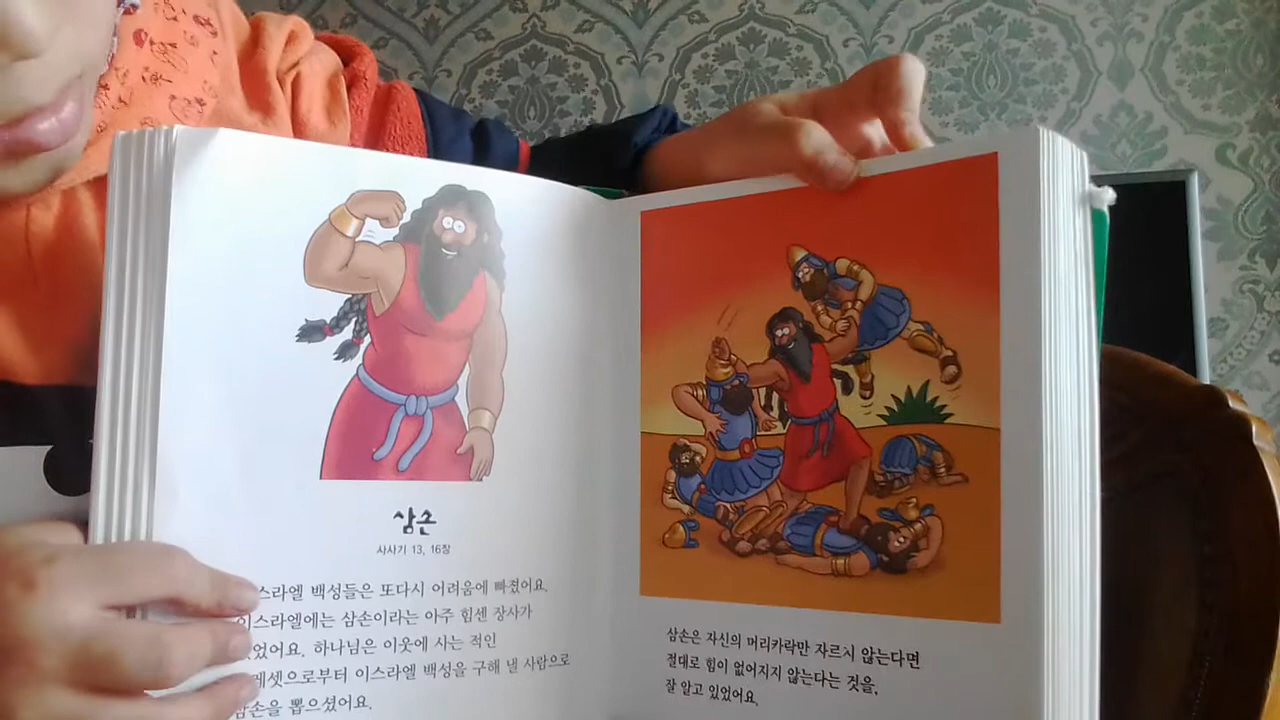 삼손
사사기 13, 16장
스라엘 백성들은 또다시 어려움에 빠졌어요.
이스라엘에는 삼손이라는 아주 힘센 장사가
었어요. 하나님은 이웃에 사는 적인
레셋으로부터 이스라엘 백성을 구해 낼 사람으로
삼손을 뽑으셨어요.
삼손은 자신의 머리카락만 자르지 않는다면
절대로 힘이 없어지지 않는다는 것을,
잘 알고 있었어요.